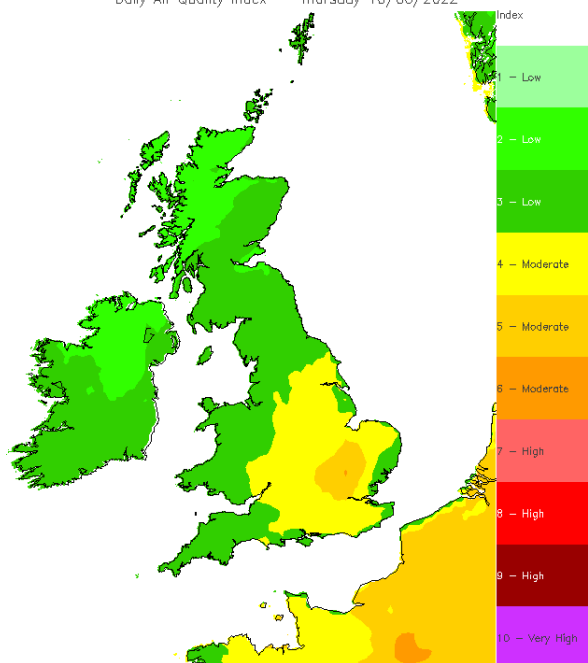 Daily Air Quality Index
Index
1 - Low
2 - Low
3 - Low
4 - Moderate
5 - Moderate
6 - Moderate
7 - High
8 - High
9 - High
10 - Very High